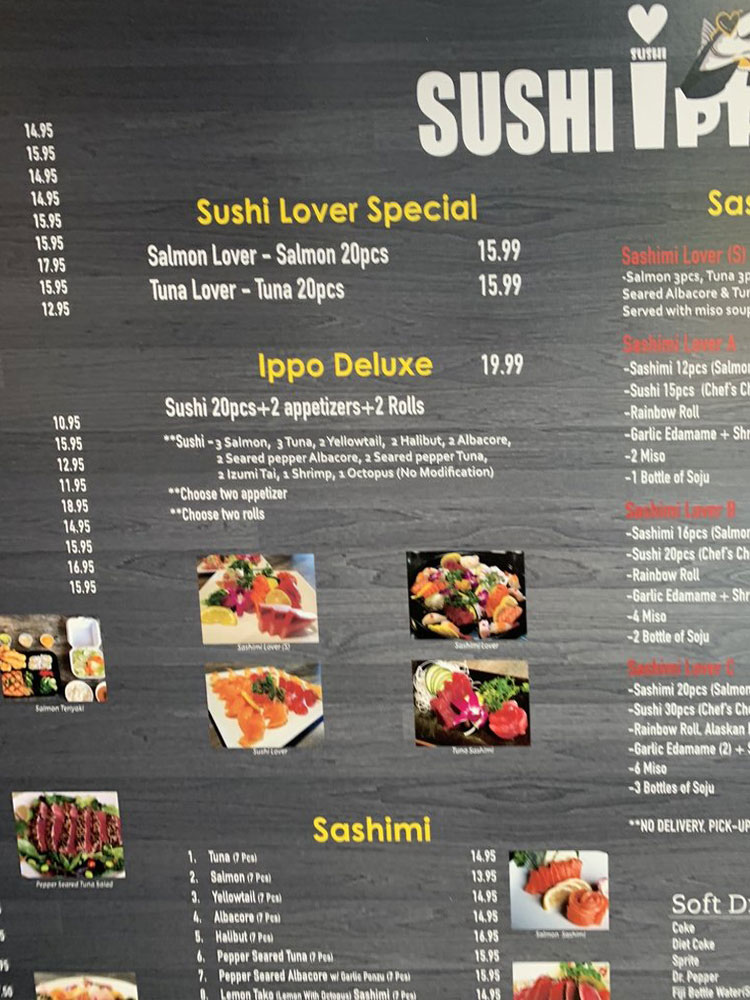 SUSHI
SUSHI
14.95
15.95
14.95
14.95
15.95
15.95
17.95
15.95
12.95
10.95
15.95
12.95
11.95
18.95
14.95
15.95
16.95
15.95
Salmon Teriyaki
Pepper Seared Tuna Salad
Sushi Lover Special
Salmon Lover - Salmon 20pcs 15.99
Tuna Lover - Tuna 20pcs 15.99
Ippo Deluxe 19.99
Sushi 20pcs+2 appetizers+2 Rolls
**Sushi - 3 Salmon, 3 Tuna, 2 Yellowtail, 2 Halibut, 2 Albacore,
2 Seared pepper Albacore, 2 Seared pepper Tuna,
2 Izumi Tai, 1 Shrimp, 1 Octopus (No Modification)
**Choose two appetizer
**Choose two rolls
Sashimi Lover (S)
Sashimi Lover
Sushi Lover
Tuna Sashimi
Sashimi
1. Tuna (7 Pcs) 14.95
2. Salmon (7 Pcs) 13.95
3. Yellowtail (7 Pcs) 14.95
4. Albacore (7 Pcs) 14.95
5. Halibut (7 Pcs) 16.95
6. Pepper Seared Tuna (7 Pcs) 15.95
7. Pepper Seared Albacore w/ Garlic Ponzu (7 Pcs) 15.95
8. Lemon Tako (Lemon With Octopus) Sashimi (7 Pcs) 14.95
Salmon Sashimi
Sas
Sashimi Lover (S)
-Salmon 3pcs, Tuna 3p
Seared Albacore & Tun
Served with miso soup
Sashimi Lover A
-Sashimi 12pcs (Salmon
-Sushi 15pcs (Chef's Ch
-Rainbow Roll
-Garlic Edamame + Shr
-2 Miso
-1 Bottle of Soju
Sashimi Lover B
-Sashimi 16pcs (Salmon
-Sushi 20pcs (Chef's Ch
-Rainbow Roll
-Garlic Edamame + Shr
-4 Miso
-2 Bottle of Soju
Sashimi Lover C
-Sashimi 20pcs (Salmon
-Sushi 30pcs (Chef's Cho
-Rainbow Roll, Alaskan
-Garlic Edamame (2) + S
-6 Miso
-3 Bottles of Soju
**NO DELIVERY. PICK-UP
Soft D
Coke
Diet Coke
Sprite
Dr. Pepper
Fiji Bottle Water